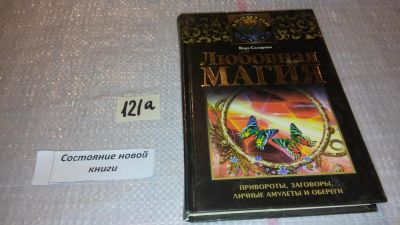 121а
Состояние новой
книги
Вера Склярова
Любовная
МАГИЯ
ПРИВОРОТЫ, ЗАГОВОРЫ,
ЛИЧНЫЕ АМУЛЕТЫ И ОБЕРЕГИ